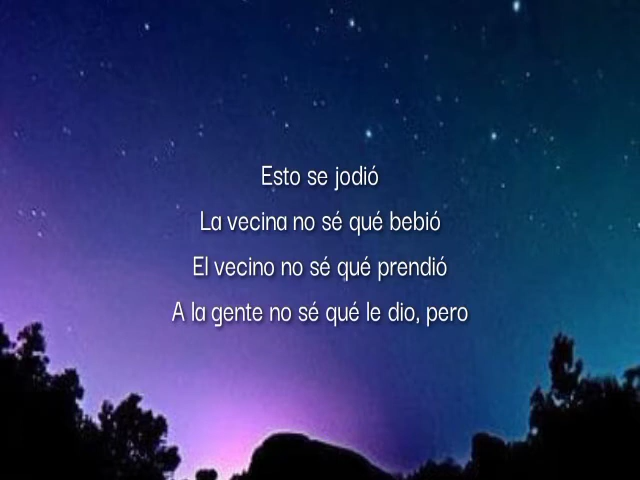 Esto se jodió
La vecina no sé qué bebió
El vecino no sé qué prendió
A la gente no sé qué le dio, pero